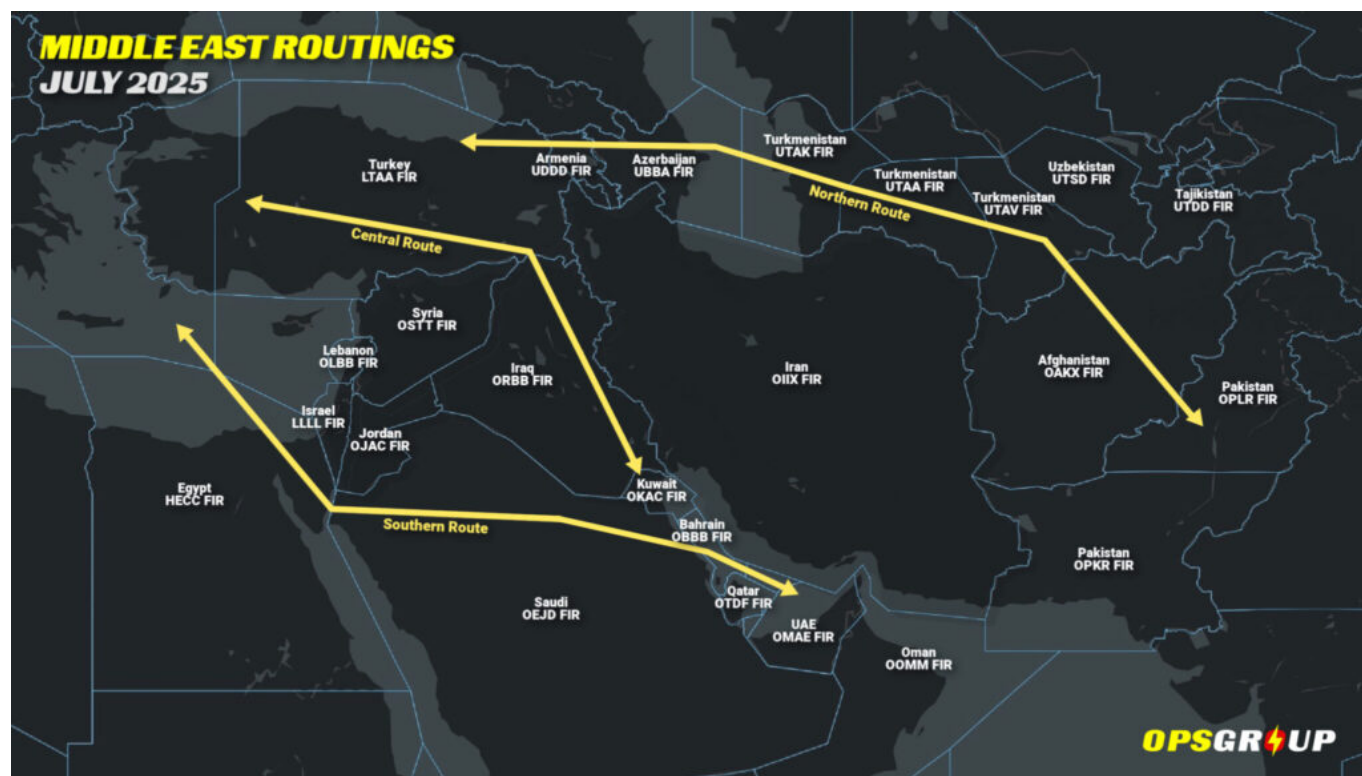 MIDDLE EAST ROUTINGS
JULY 2025
Turkey
LTAA FIR
Armenia
UDDD FIR
Azerbaijan
UBBA FIR
Turkmenistan
UTAK FIR
Turkmenistan
UTAA FIR
Turkmenistan
UTAV FIR
Uzbekistan
UTSD FIR
Tajikistan
UTDD FIR
Northern Route
Central Route
Syria
OSTT FIR
Lebanon
OLBB FIR
Iraq
ORBB FIR
Iran
OIIX FIR
Afghanistan
OAKX FIR
Pakistan
OPLR FIR
Israel
LLLL FIR
Jordan
OJAC FIR
Egypt
HECC FIR
Kuwait
OKAC FIR
Southern Route
Bahrain
OBBB FIR
Pakistan
OPKR FIR
Saudi
OEJD FIR
Qatar
OTDF FIR
UAE
OMAE FIR
Oman
OOMM FIR
OPSGROUP